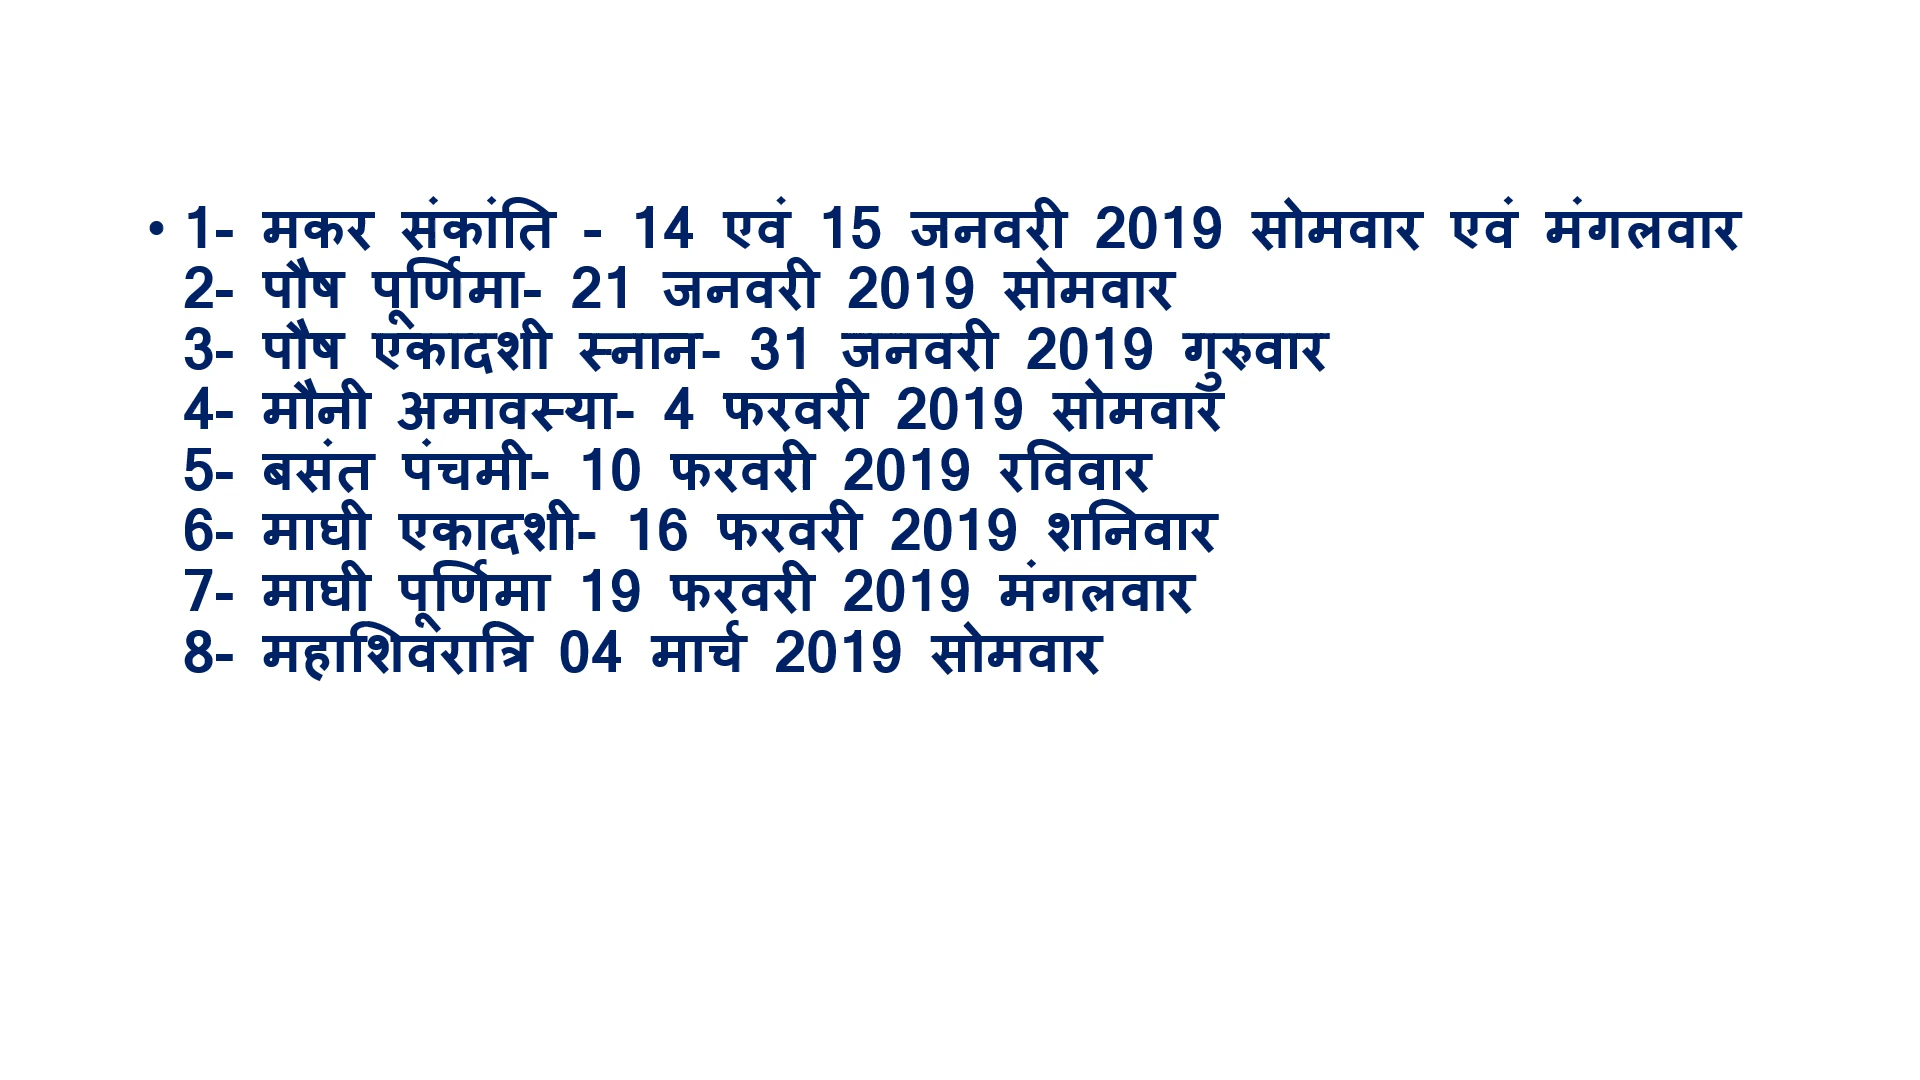 • 1- मकर संकांति - 14 एवं 15 जनवरी 2019 सोमवार एवं मंगलवार
2- पौष पूर्णिमा- 21 जनवरी 2019 सोमवार
3- पौष एकादशी स्नान- 31 जनवरी 2019 गुरुवार
4- मौनी अमावस्या- 4 फरवरी 2019 सोमवार
5- बसंत पंचमी- 10 फरवरी 2019 रविवार
6- माघी एकादशी- 16 फरवरी 2019 शनिवार
7- माघी पूर्णिमा 19 फरवरी 2019 मंगलवार
8- महाशिवरात्रि 04 मार्च 2019 सोमवार